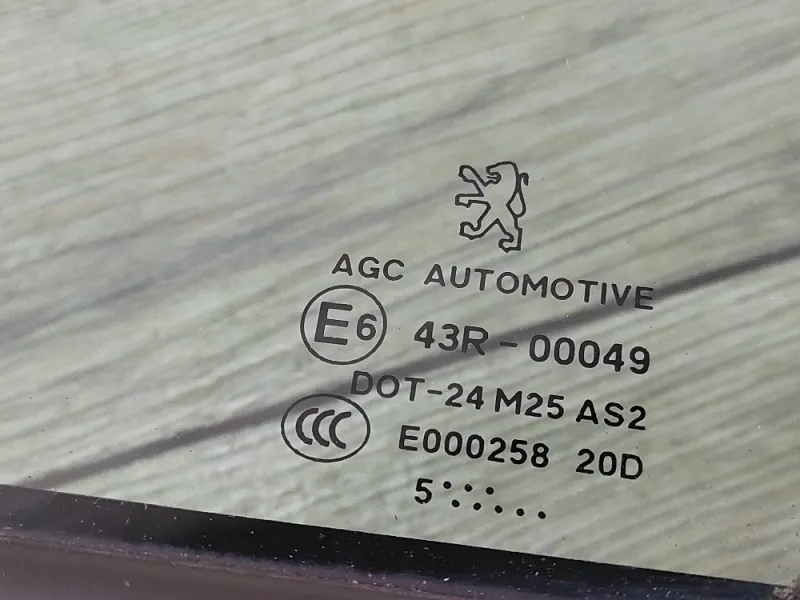 AGC AUTOMOTIVE
E6 43R-00049
DOT-24 M25 AS2
CCC E000258 20D
5